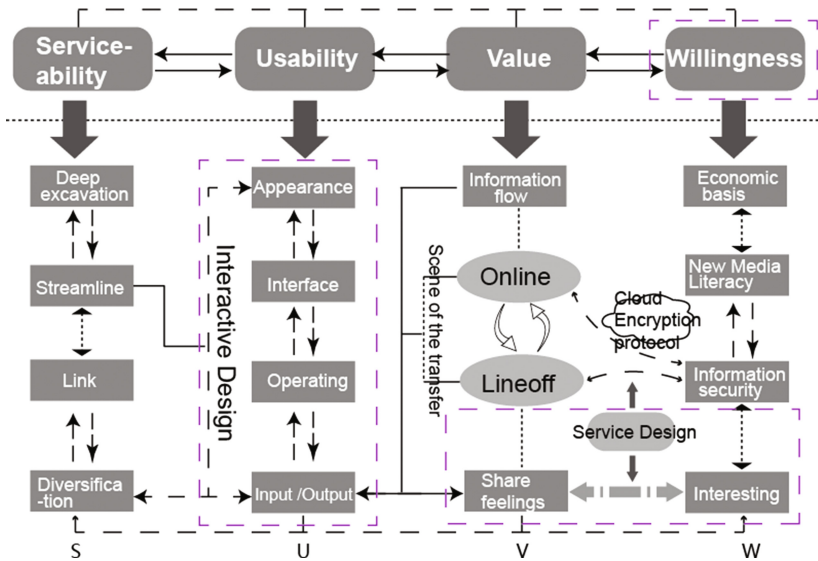 Service-
ability
Usability
Value
Willingness
Deep
excavation
Appearance
Information
flow
Economic
basis
Streamline
Interactive Design
Interface
Scene of the transfer
Online
Cloud
Encryption
protocol
New Media
Literacy
Link
Operating
Lineoff
Information
security
Service Design
Diversifica
-tion
Input /Output
Share
feelings
Interesting
S
U
V
W